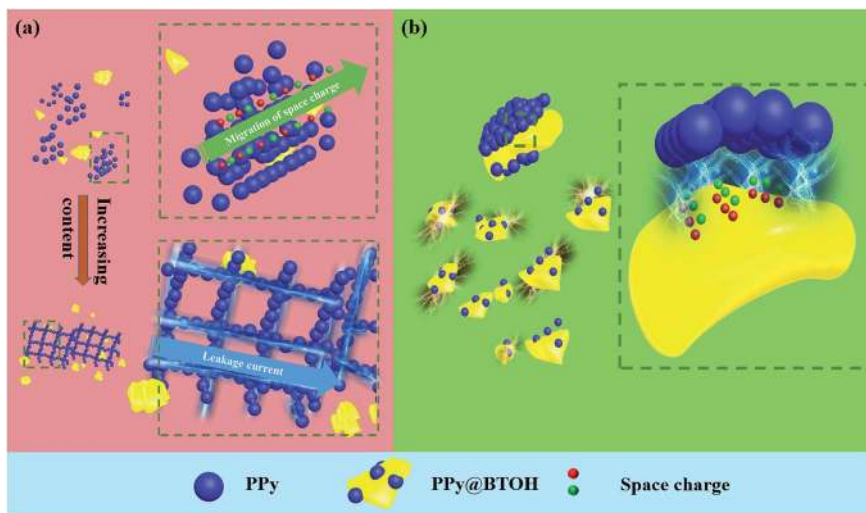 (a)
(b)
Migration of space charge
Increasing
content
Leakage current
PPy
PPy@BTOH
Space charge